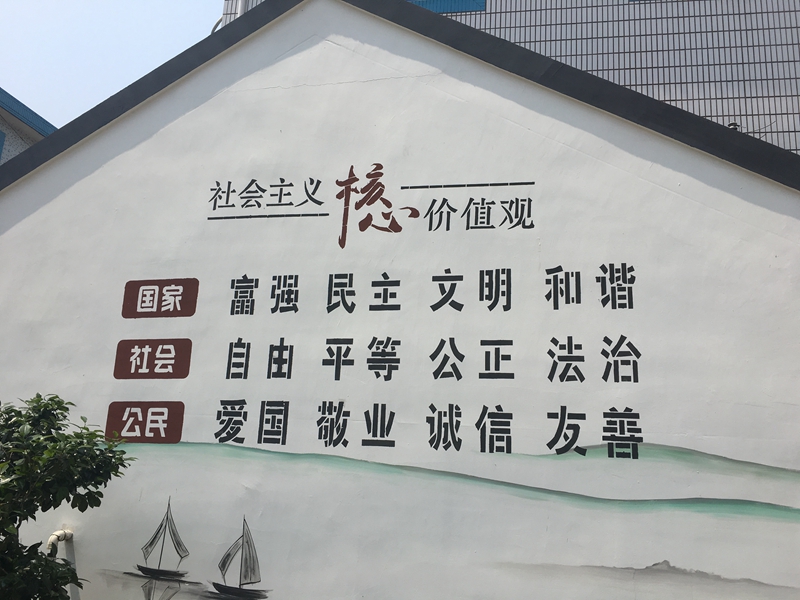 社会主义核心价值观
国家 富强 民主 文明 和谐
社会 自由 平等 公正 法治
公民 爱国 敬业 诚信 友善